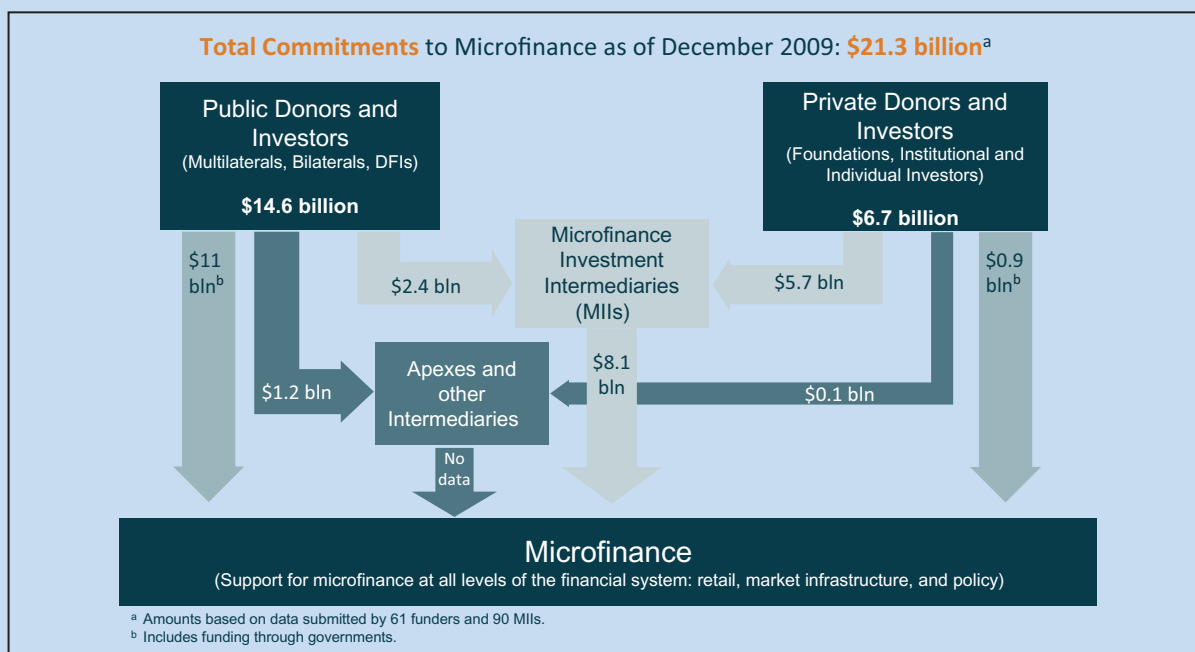 Total Commitments to Microfinance as of December 2009: $21.3 billionᵃ
Public Donors and
Investors
(Multilaterals, Bilaterals, DFIs)
$14.6 billion
Private Donors and
Investors
(Foundations, Institutional and
Individual Investors)
$6.7 billion
$11
blnᵇ
$2.4 bln
Microfinance
Investment
Intermediaries
(MIIs)
$5.7 bln
$0.9
blnᵇ
$1.2 bln
Apexes and
other
Intermediaries
$8.1
bln
$0.1 bln
No
data
Microfinance
(Support for microfinance at all levels of the financial system: retail, market infrastructure, and policy)
ᵃ Amounts based on data submitted by 61 funders and 90 MIIs.
ᵇ Includes funding through governments.